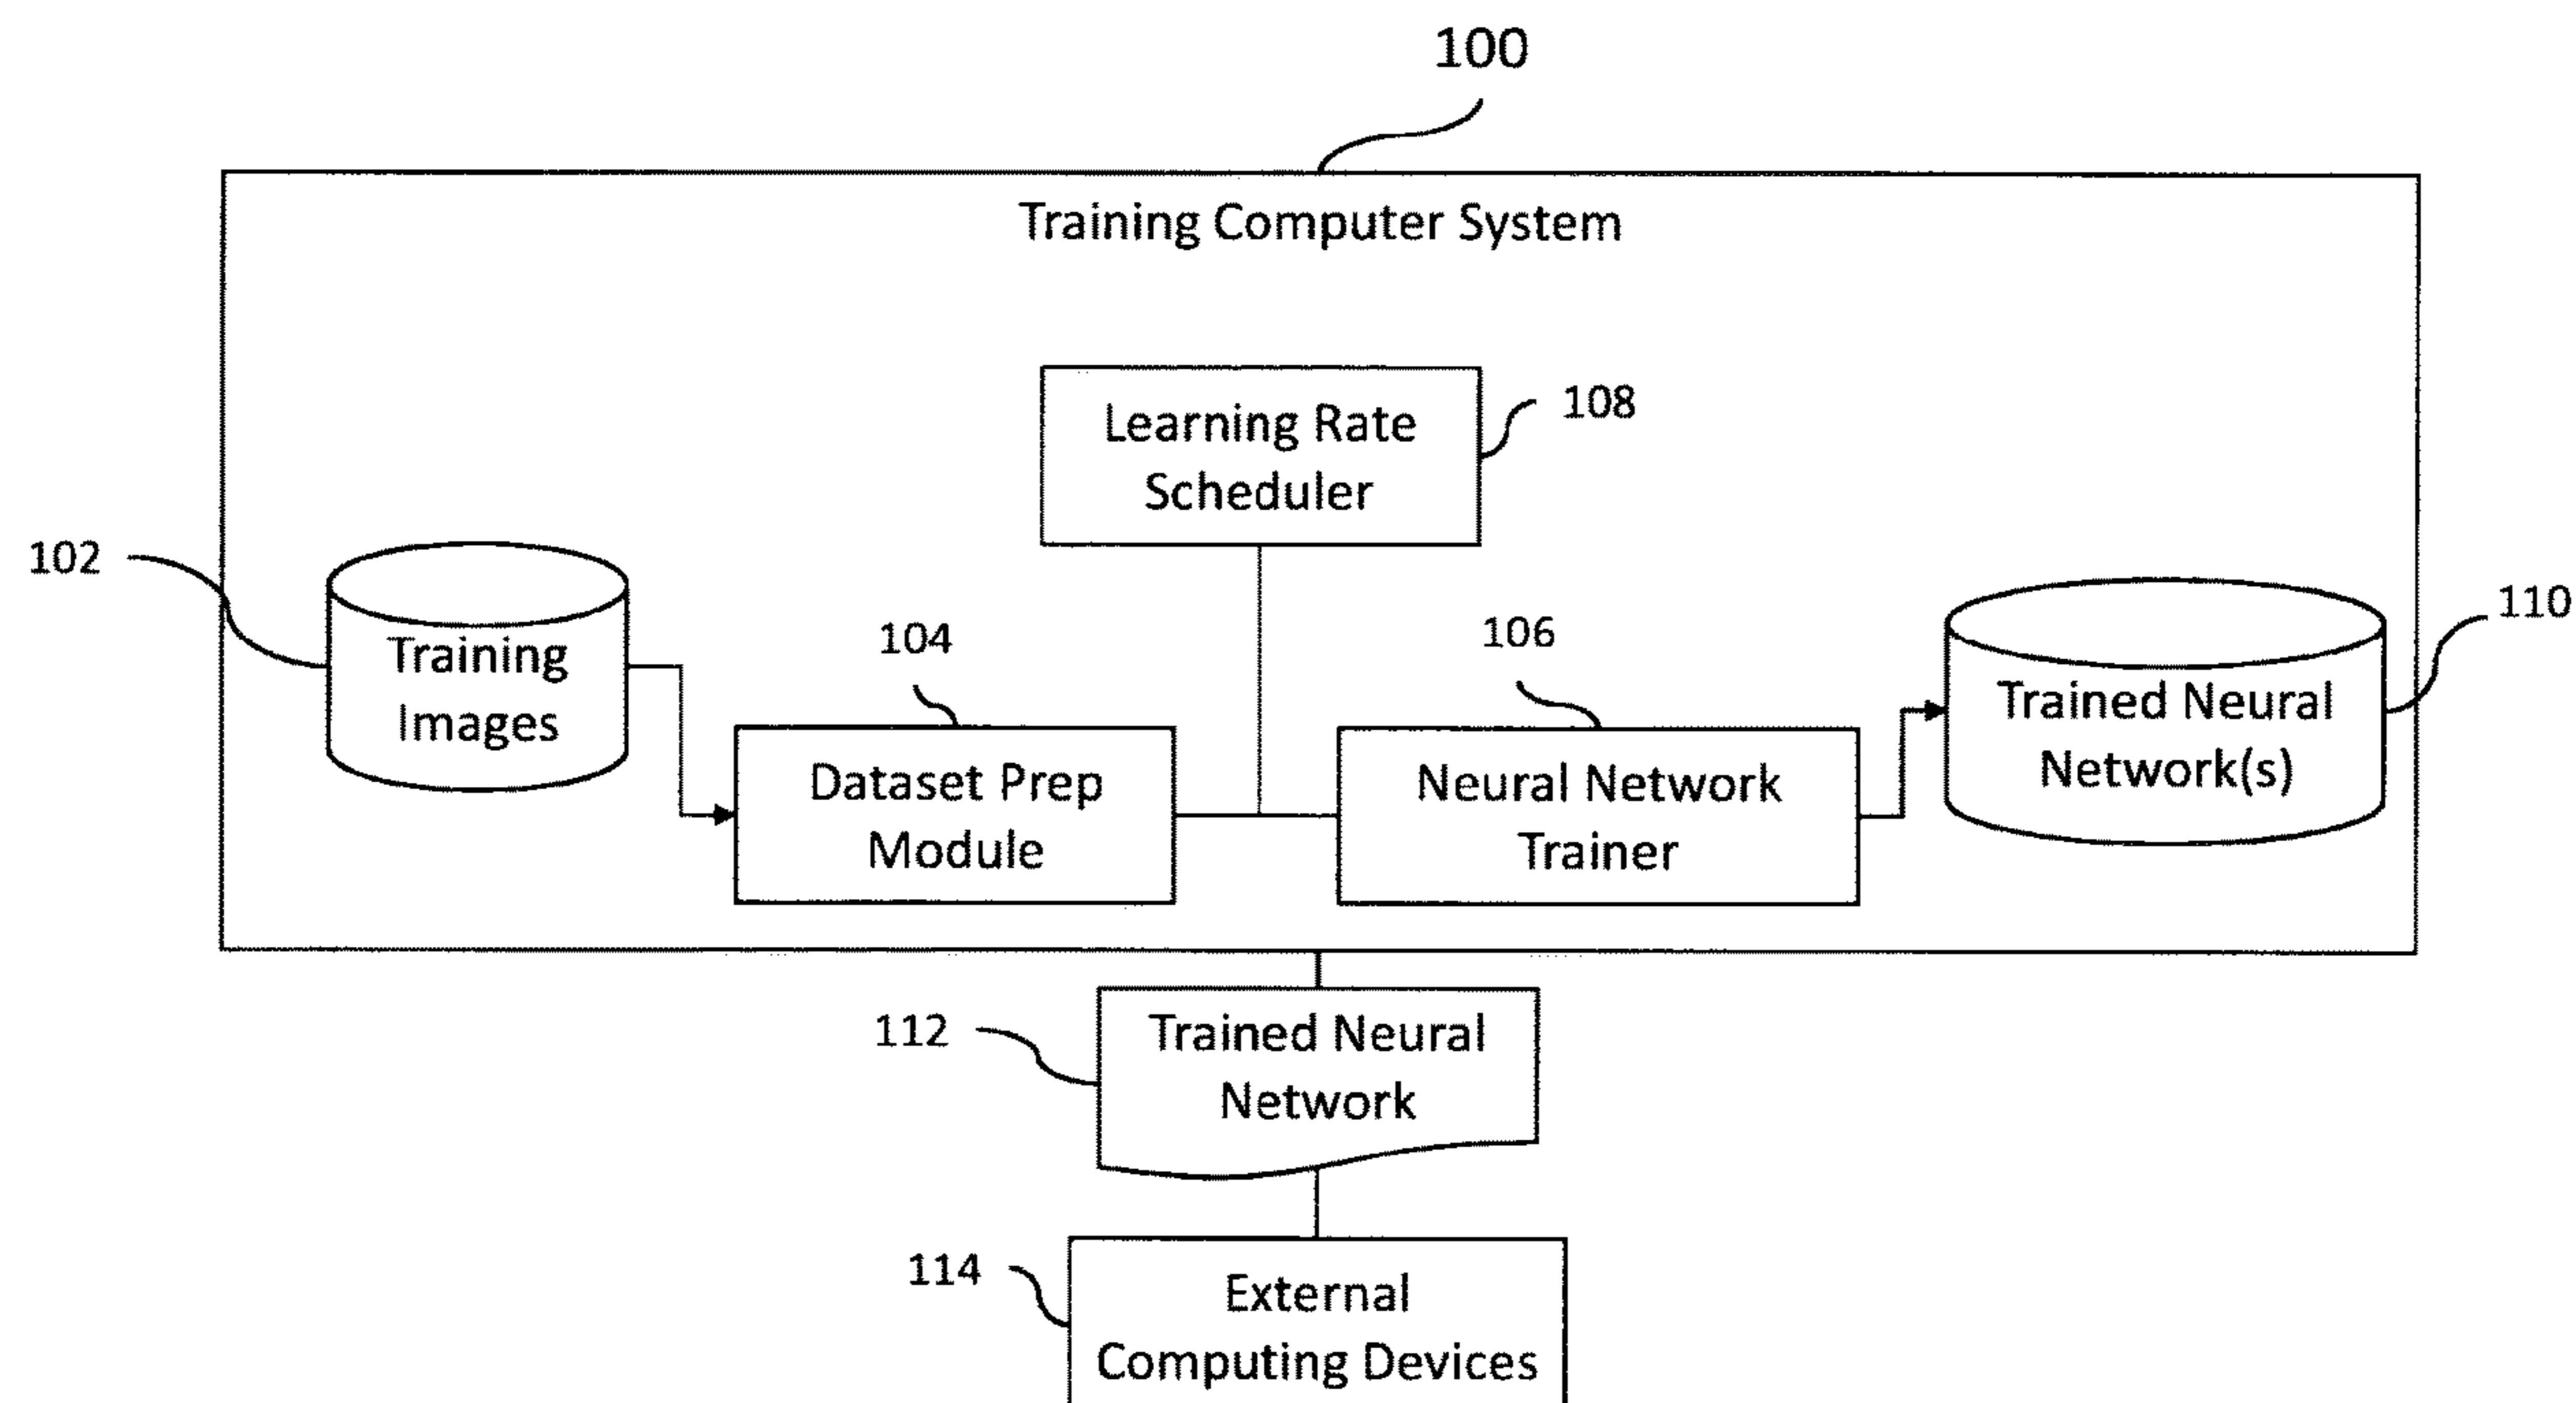 100
Training Computer System
Learning Rate
Scheduler
108
102
Training
Images
104
Dataset Prep
Module
106
Neural Network
Trainer
110
Trained Neural
Network(s)
112
Trained Neural
Network
114
External
Computing Devices